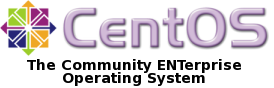 CentOS
The Community ENTerprise
Operating System